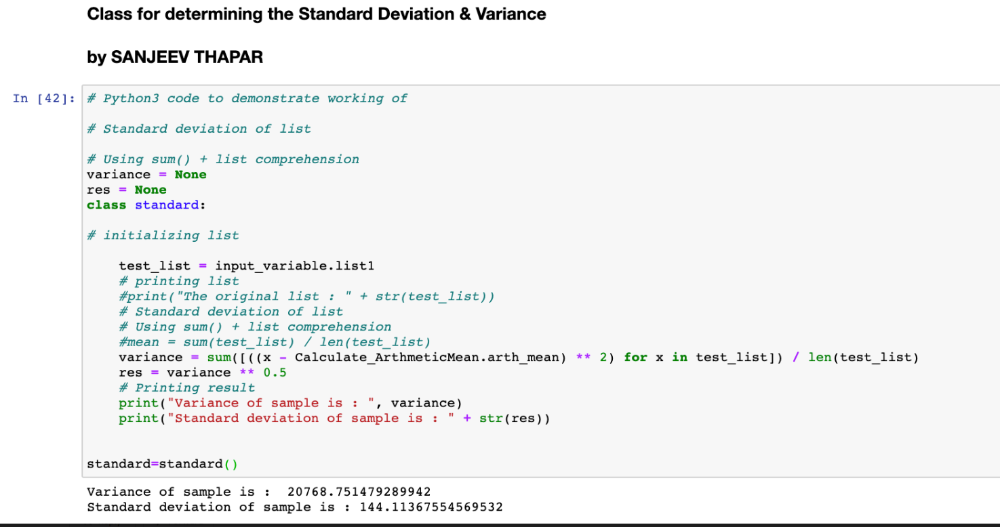 Class for determining the Standard Deviation & Variance
by SANJEEV THAPAR
In [42]: # Python3 code to demonstrate working of
# Standard deviation of list
# Using sum() + list comprehension
variance = None
res = None
class standard:
# initializing list
test_list = input_variable.list1
# printing list
#print("The original list : " + str(test_list))
# Standard deviation of list
# Using sum() + list comprehension
#mean = sum(test_list) / len(test_list)
variance = sum([((x - Calculate_ArthmeticMean.arth_mean) ** 2) for x in test_list]) / len(test_list)
res = variance ** 0.5
# Printing result
print("Variance of sample is : ", variance)
print("Standard deviation of sample is : " + str(res))
standard=standard()
Variance of sample is :  20768.751479289942
Standard deviation of sample is : 144.11367554569532